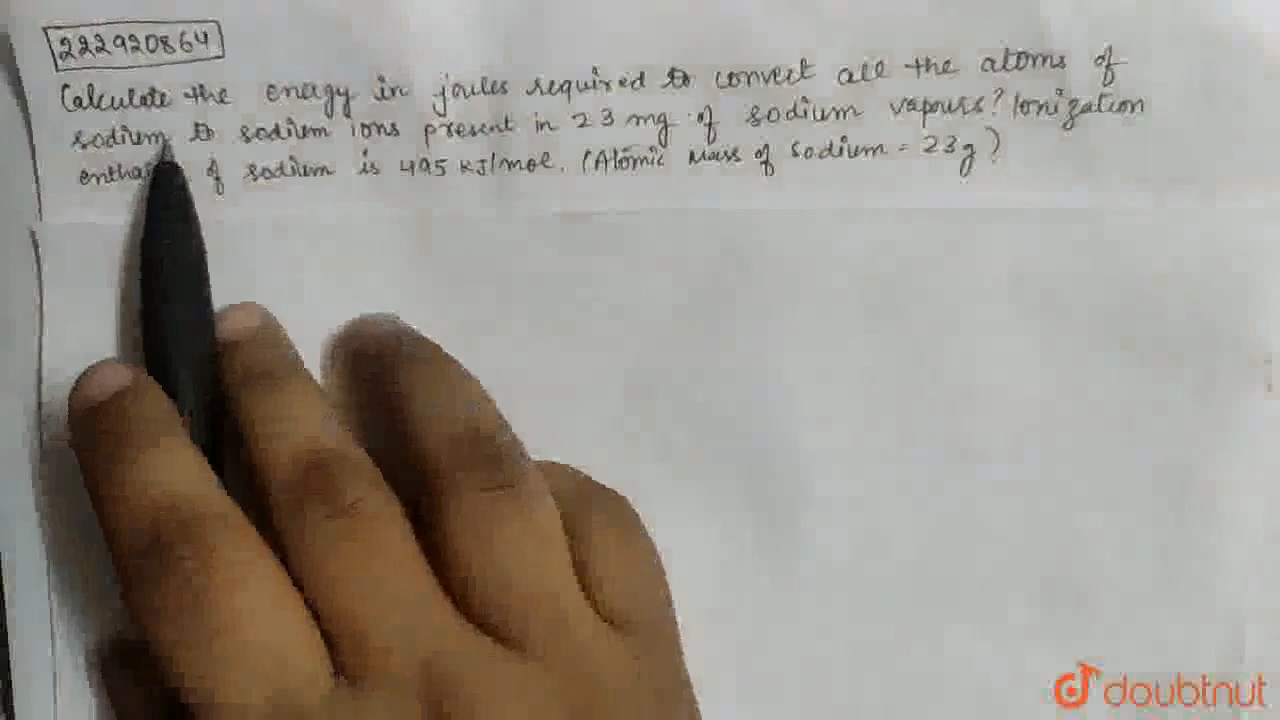 222920864
Calculate the energy in joules required to convert all the atoms of
sodium to sodium ions present in 23 mg of sodium vapours? Ionization
of sodium is 495 KJ/mol. (Atomic Mass of sodium = 23g)
doubtnut